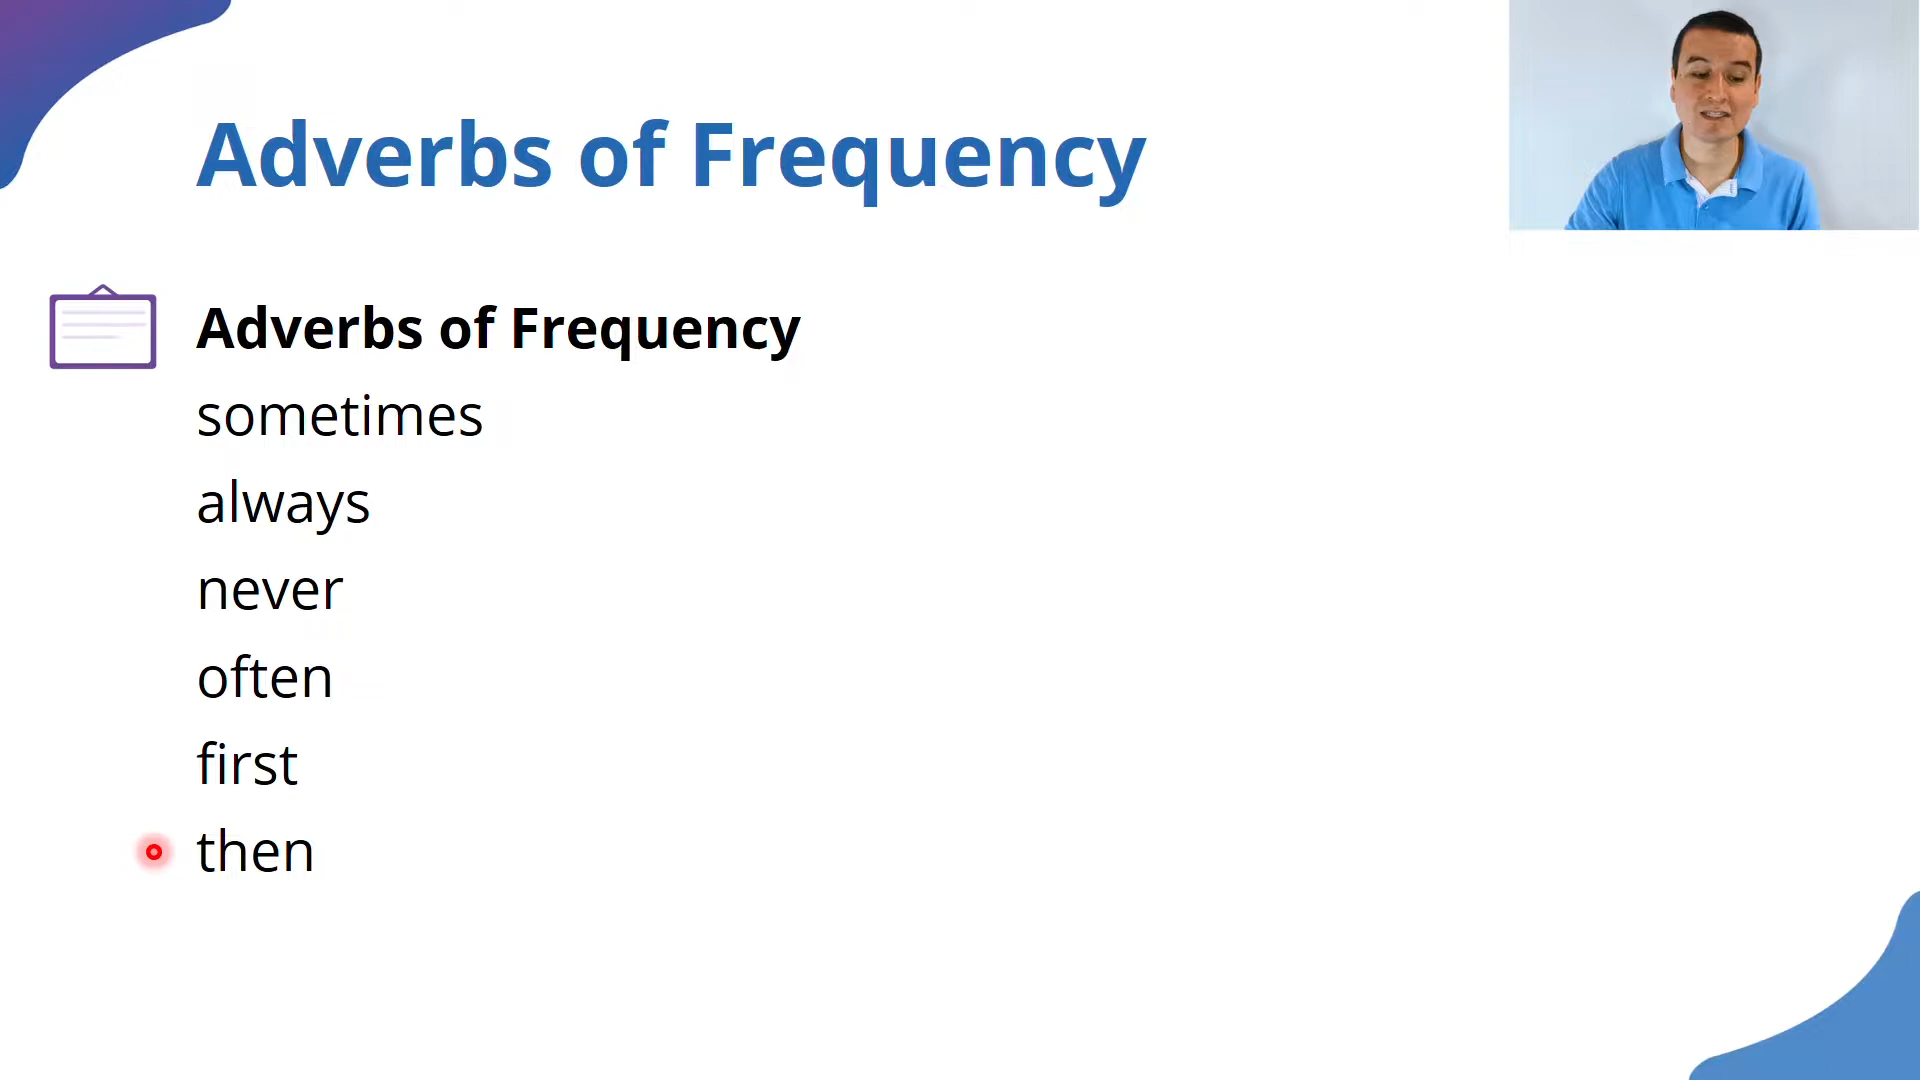 Adverbs of Frequency
Adverbs of Frequency
sometimes
always
never
often
first
then